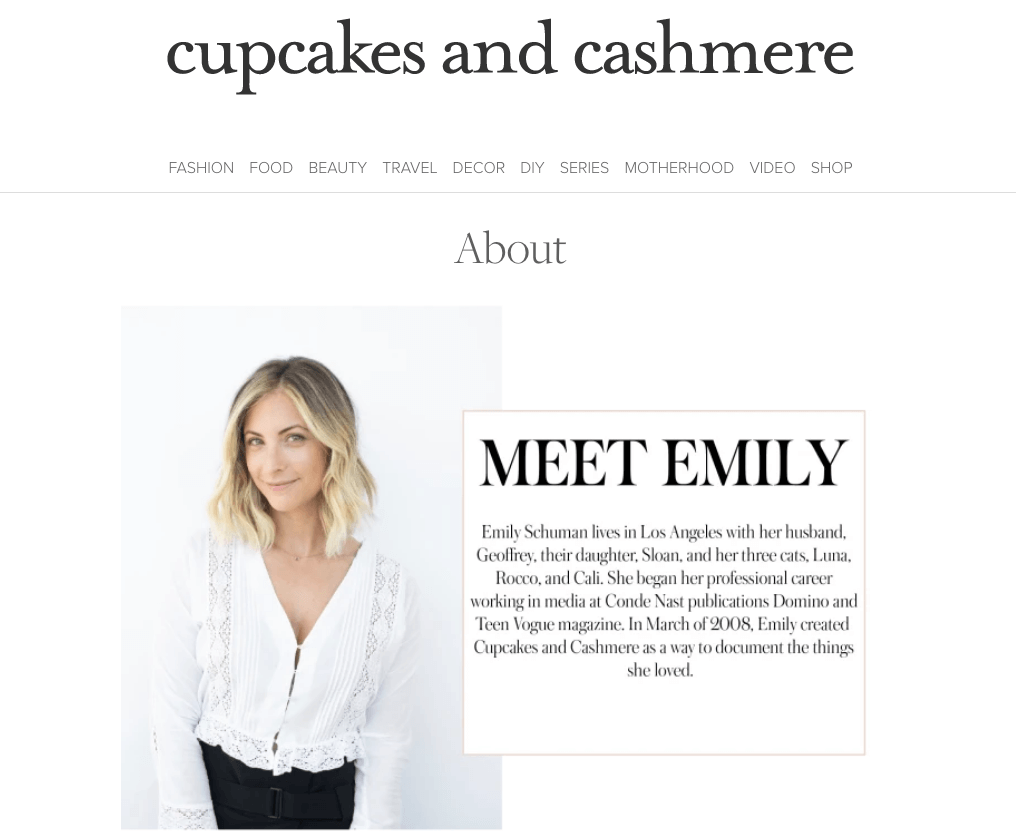 cupcakes and cashmere
FASHION FOOD BEAUTY TRAVEL DECOR DIY SERIES MOTHERHOOD VIDEO SHOP
About
MEET EMILY
Emily Schuman lives in Los Angeles with her husband,
Geoffrey, their daughter, Sloan, and her three cats, Luna,
Rocco, and Cali. She began her professional career
working in media at Conde Nast publications Domino and
Teen Vogue magazine. In March of 2008, Emily created
Cupcakes and Cashmere as a way to document the things
she loved.